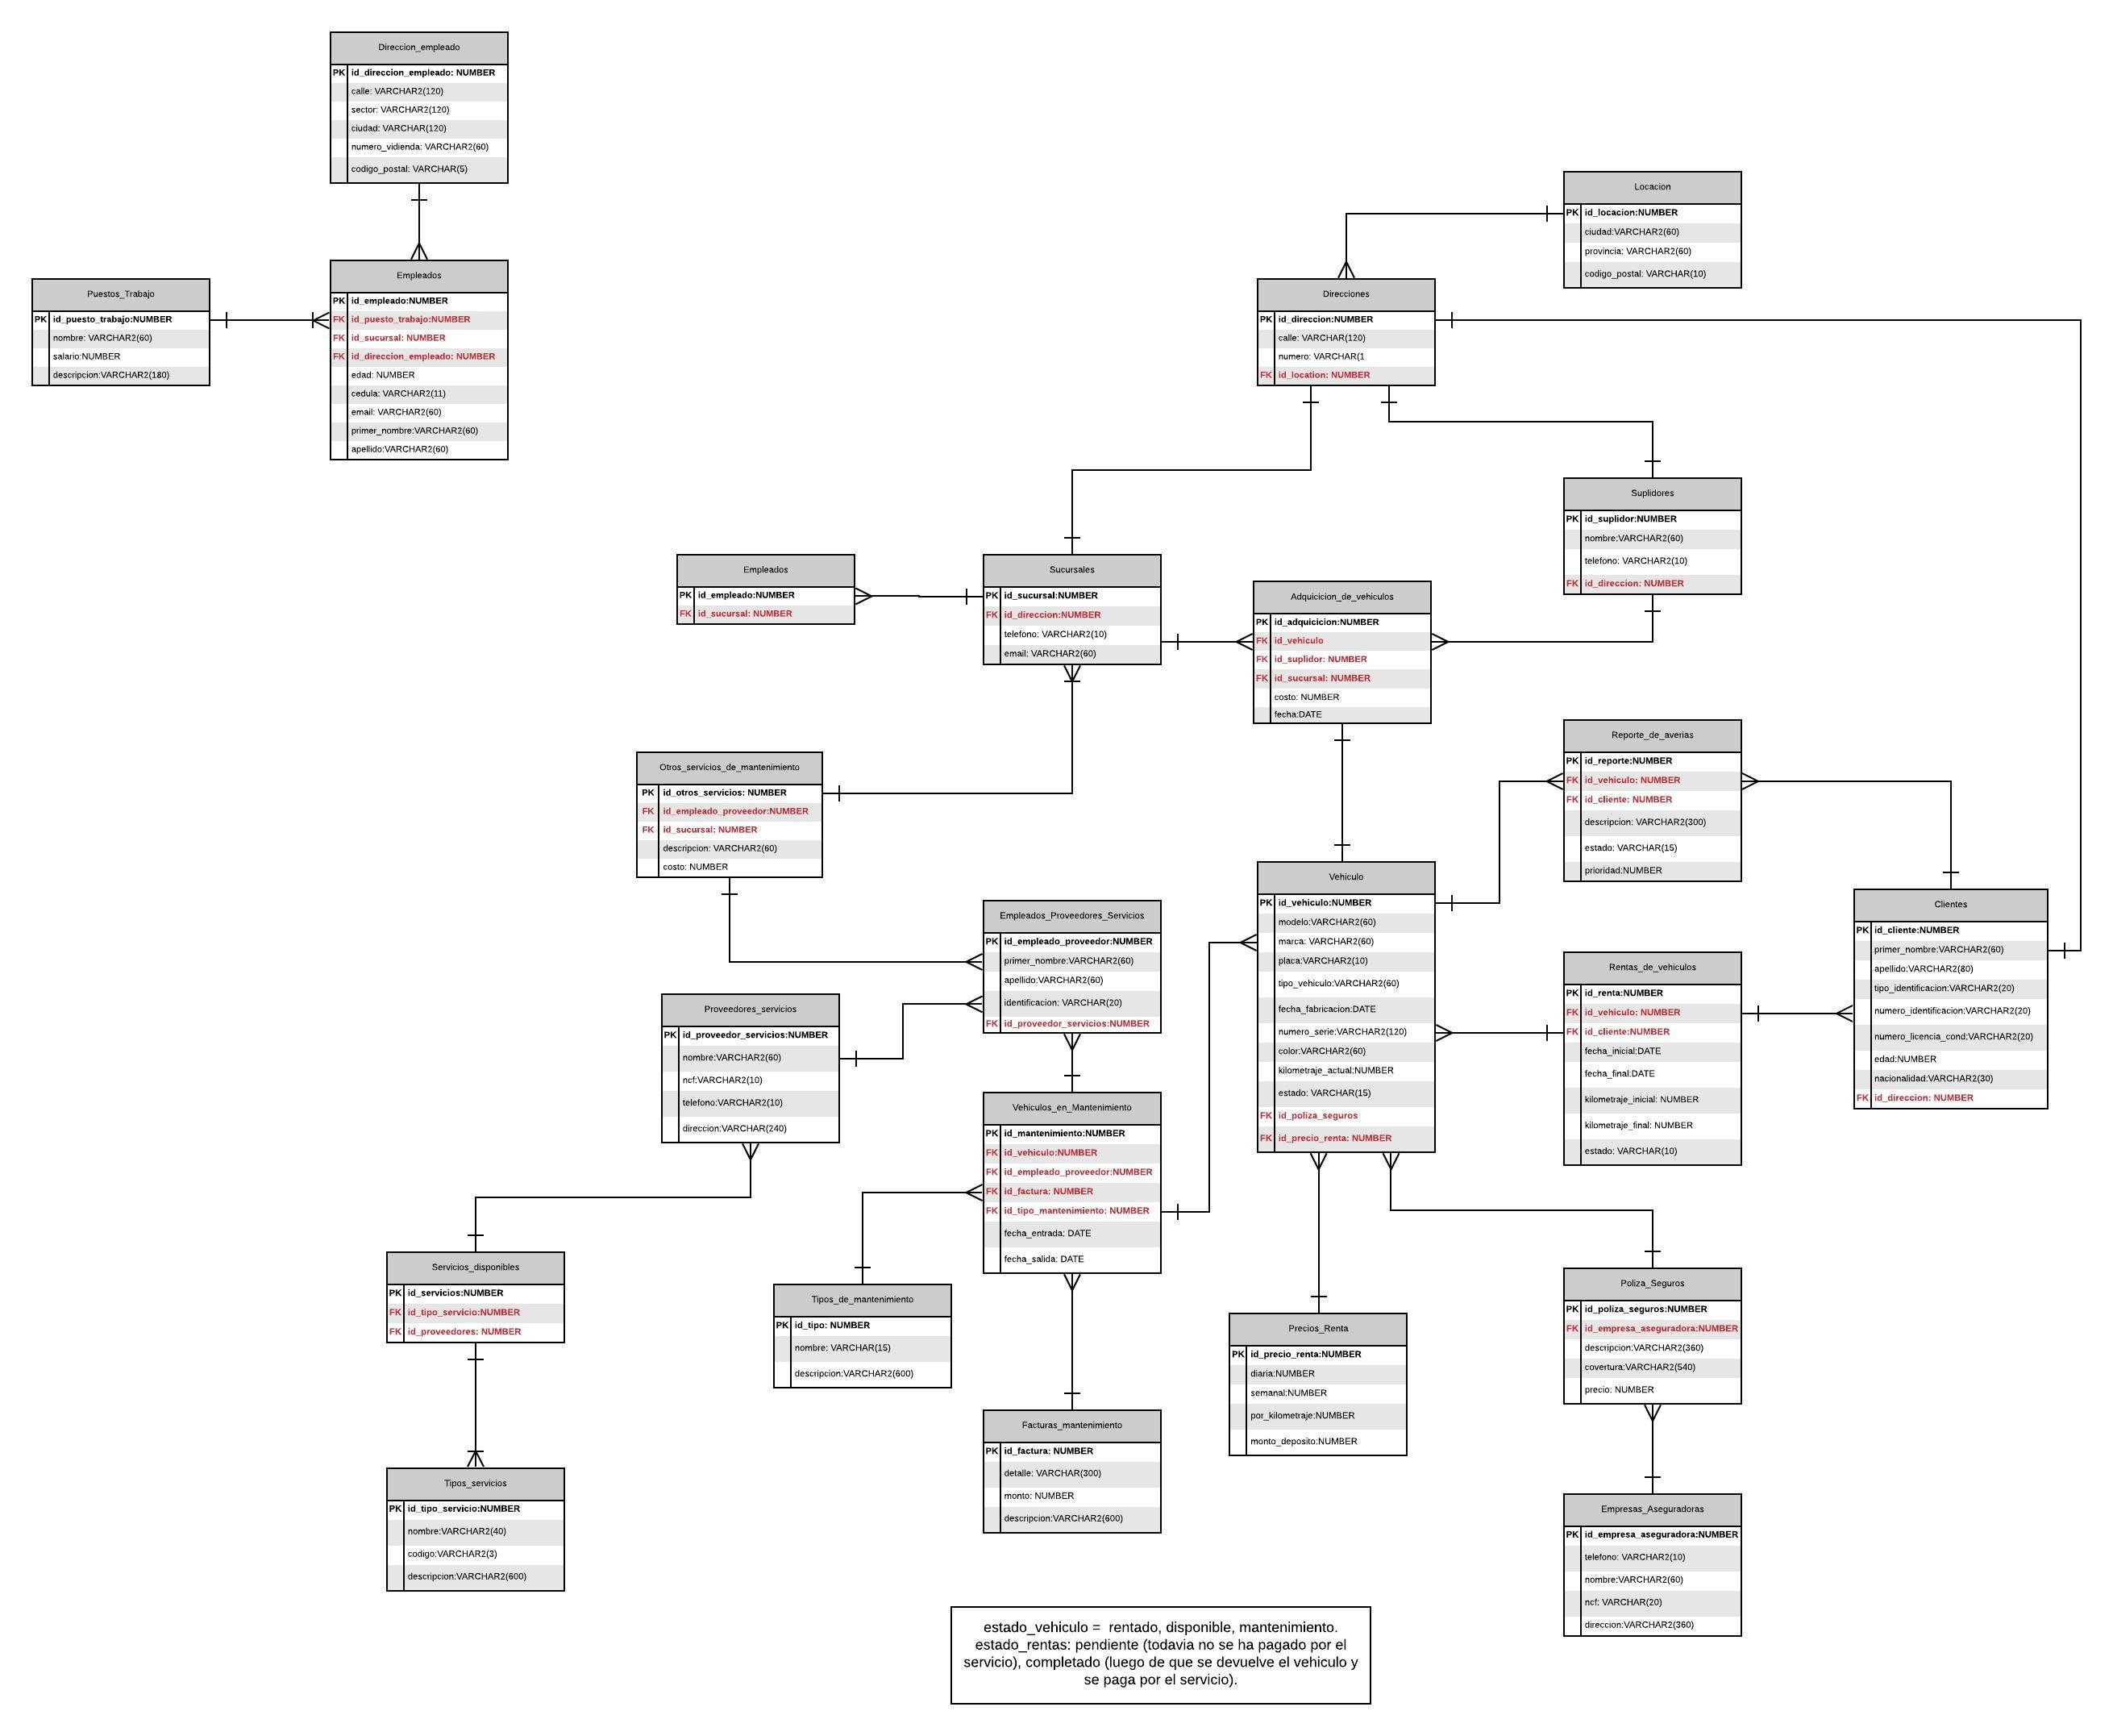 Direccion_empleado
PK id_direccion_empleado: NUMBER
calle: VARCHAR2(120)
sector: VARCHAR2(120)
ciudad: VARCHAR(120)
numero_vidienda: VARCHAR2(60)
codigo_postal: VARCHAR(5)
Puestos_Trabajo
PK id_puesto_trabajo:NUMBER
nombre: VARCHAR2(60)
salario:NUMBER
descripcion:VARCHAR2(180)
Empleados
PK id_empleado:NUMBER
FK id_puesto_trabajo:NUMBER
FK id_sucursal: NUMBER
FK id_direccion_empleado: NUMBER
edad: NUMBER
cedula: VARCHAR2(11)
email: VARCHAR2(60)
primer_nombre:VARCHAR2(60)
apellido:VARCHAR2(60)
Locacion
PK id_locacion:NUMBER
ciudad:VARCHAR2(60)
provincia: VARCHAR2(60)
codigo_postal: VARCHAR(10)
Direcciones
PK id_direccion:NUMBER
calle: VARCHAR(120)
numero: VARCHAR(1
FK id_location: NUMBER
Suplidores
PK id_suplidor:NUMBER
nombre:VARCHAR2(60)
telefono: VARCHAR2(10)
FK id_direccion: NUMBER
Empleados
PK id_empleado:NUMBER
FK id_sucursal: NUMBER
Sucursales
PK id_sucursal:NUMBER
FK id_direccion:NUMBER
telefono: VARCHAR2(10)
email: VARCHAR2(60)
Adquicicion_de_vehiculos
PK id_adquicicion:NUMBER
FK id_vehiculo
FK id_suplidor: NUMBER
FK id_sucursal: NUMBER
costo: NUMBER
fecha:DATE
Otros_servicios_de_mantenimiento
PK id_otros_servicios: NUMBER
FK id_empleado_proveedor:NUMBER
FK id_sucursal: NUMBER
descripcion: VARCHAR2(60)
costo: NUMBER
Reporte_de_averias
PK id_reporte:NUMBER
FK id_vehiculo: NUMBER
FK id_cliente: NUMBER
descripcion: VARCHAR2(300)
estado: VARCHAR(15)
prioridad:NUMBER
Vehiculo
PK id_vehiculo:NUMBER
modelo:VARCHAR2(60)
marca: VARCHAR2(60)
placa:VARCHAR2(10)
tipo_vehiculo:VARCHAR2(60)
fecha_fabricacion:DATE
numero_serie:VARCHAR2(120)
color:VARCHAR2(60)
kilometraje_actual:NUMBER
estado: VARCHAR(15)
FK id_poliza_seguros
FK id_precio_renta: NUMBER
Clientes
PK id_cliente:NUMBER
primer_nombre:VARCHAR2(60)
apellido:VARCHAR2(80)
tipo_identificacion:VARCHAR2(20)
numero_identificacion:VARCHAR2(20)
numero_licencia_cond:VARCHAR2(20)
edad:NUMBER
nacionalidad:VARCHAR2(30)
FK id_direccion: NUMBER
Empleados_Proveedores_Servicios
PK id_empleado_proveedor:NUMBER
primer_nombre:VARCHAR2(60)
apellido:VARCHAR2(60)
identificacion: VARCHAR(20)
FK id_proveedor_servicios:NUMBER
Rentas_de_vehiculos
PK id_renta:NUMBER
FK id_vehiculo: NUMBER
FK id_cliente:NUMBER
fecha_inicial:DATE
fecha_final:DATE
kilometraje_inicial: NUMBER
kilometraje_final: NUMBER
estado: VARCHAR(10)
Proveedores_servicios
PK id_proveedor_servicios:NUMBER
nombre:VARCHAR2(60)
ncf:VARCHAR2(10)
telefono:VARCHAR2(10)
direccion:VARCHAR(240)
Vehiculos_en_Mantenimiento
PK id_mantenimiento:NUMBER
FK id_vehiculo:NUMBER
FK id_empleado_proveedor:NUMBER
FK id_factura: NUMBER
FK id_tipo_mantenimiento: NUMBER
fecha_entrada: DATE
fecha_salida: DATE
Servicios_disponibles
PK id_servicios:NUMBER
FK id_tipo_servicio:NUMBER
FK id_proveedores: NUMBER
Tipos_de_mantenimiento
PK id_tipo: NUMBER
nombre: VARCHAR(15)
descripcion:VARCHAR2(600)
Precios_Renta
PK id_precio_renta:NUMBER
diaria:NUMBER
semanal:NUMBER
por_kilometraje:NUMBER
monto_deposito:NUMBER
Poliza_Seguros
PK id_poliza_seguros:NUMBER
FK id_empresa_aseguradora:NUMBER
descripcion:VARCHAR2(360)
covertura:VARCHAR2(540)
precio: NUMBER
Facturas_mantenimiento
PK id_factura: NUMBER
detalle: VARCHAR(300)
monto: NUMBER
descripcion:VARCHAR2(600)
Tipos_servicios
PK id_tipo_servicio:NUMBER
nombre:VARCHAR2(40)
codigo:VARCHAR2(3)
descripcion:VARCHAR2(600)
Empresas_Aseguradoras
PK id_empresa_aseguradora:NUMBER
telefono: VARCHAR2(10)
nombre:VARCHAR2(60)
ncf: VARCHAR(20)
direccion:VARCHAR2(360)
estado_vehiculo = rentado, disponible, mantenimiento.
estado_rentas: pendiente (todavia no se ha pagado por el
servicio), completado (luego de que se devuelve el vehiculo y
se paga por el servicio).